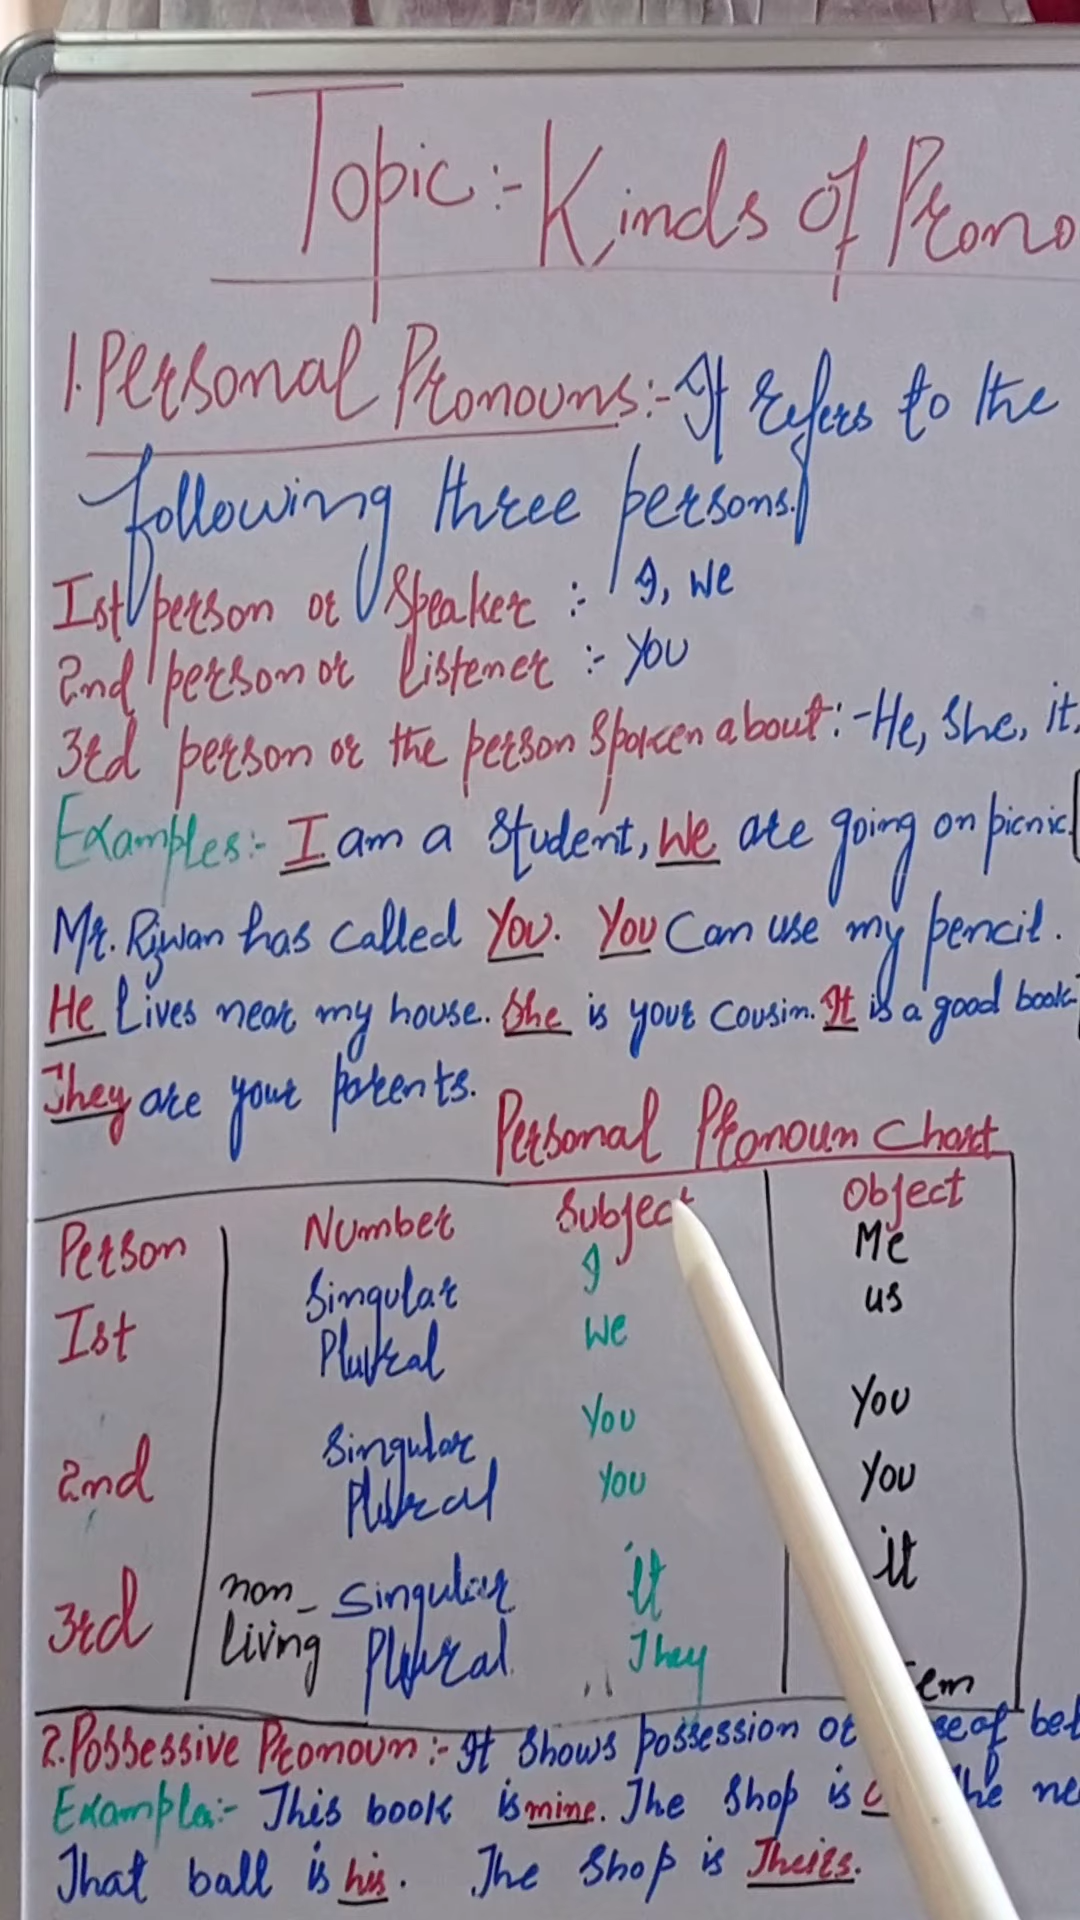 Topic:- Kinds of Prono
1. Personal Pronouns:- It refers to the
following three persons.
Ist person or Speaker :- I, we
2nd person or listener :- you
3rd person or the person spoken about:- He, she, it,
Examples:- I am a student, We are going on picnic.
Mr. Rizwan has called You. You Can use my pencil.
He lives near my house. She is your cousin. It is a good book
They are your parents.
Personal Pronoun Chart
Person Number Subject Object
Ist Singular I Me
Plural We us
2nd Singular You You
Plural You You
3rd non-living Singular it it
Plural They em
2. Possessive Pronoun:- It shows possession or
Example:- This book is mine. The shop is The
That ball is his. The shop is Theirs.